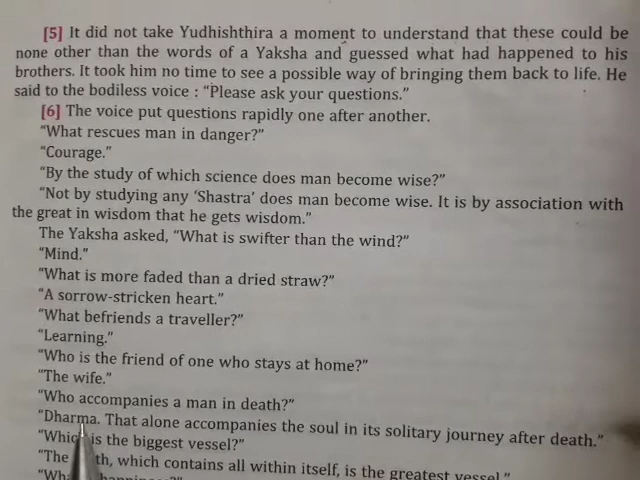 [5] It did not take Yudhishthira a moment to understand that these could be
none other than the words of a Yaksha and guessed what had happened to his
brothers. It took him no time to see a possible way of bringing them back to life. He
said to the bodiless voice : “Please ask your questions.”
[6] The voice put questions rapidly one after another.
“What rescues man in danger?”
“Courage.”
“By the study of which science does man become wise?”
“Not by studying any ‘Shastra’ does man become wise. It is by association with
the great in wisdom that he gets wisdom.”
The Yaksha asked, “What is swifter than the wind?”
“Mind.”
“What is more faded than a dried straw?”
“A sorrow-stricken heart.”
“What befriends a traveller?”
“Learning.”
“Who is the friend of one who stays at home?”
“The wife.”
“Who accompanies a man in death?”
“Dharma. That alone accompanies the soul in its solitary journey after death.”
is the biggest vessel?”
“The which contains all within itself, is the greatest vessel.”